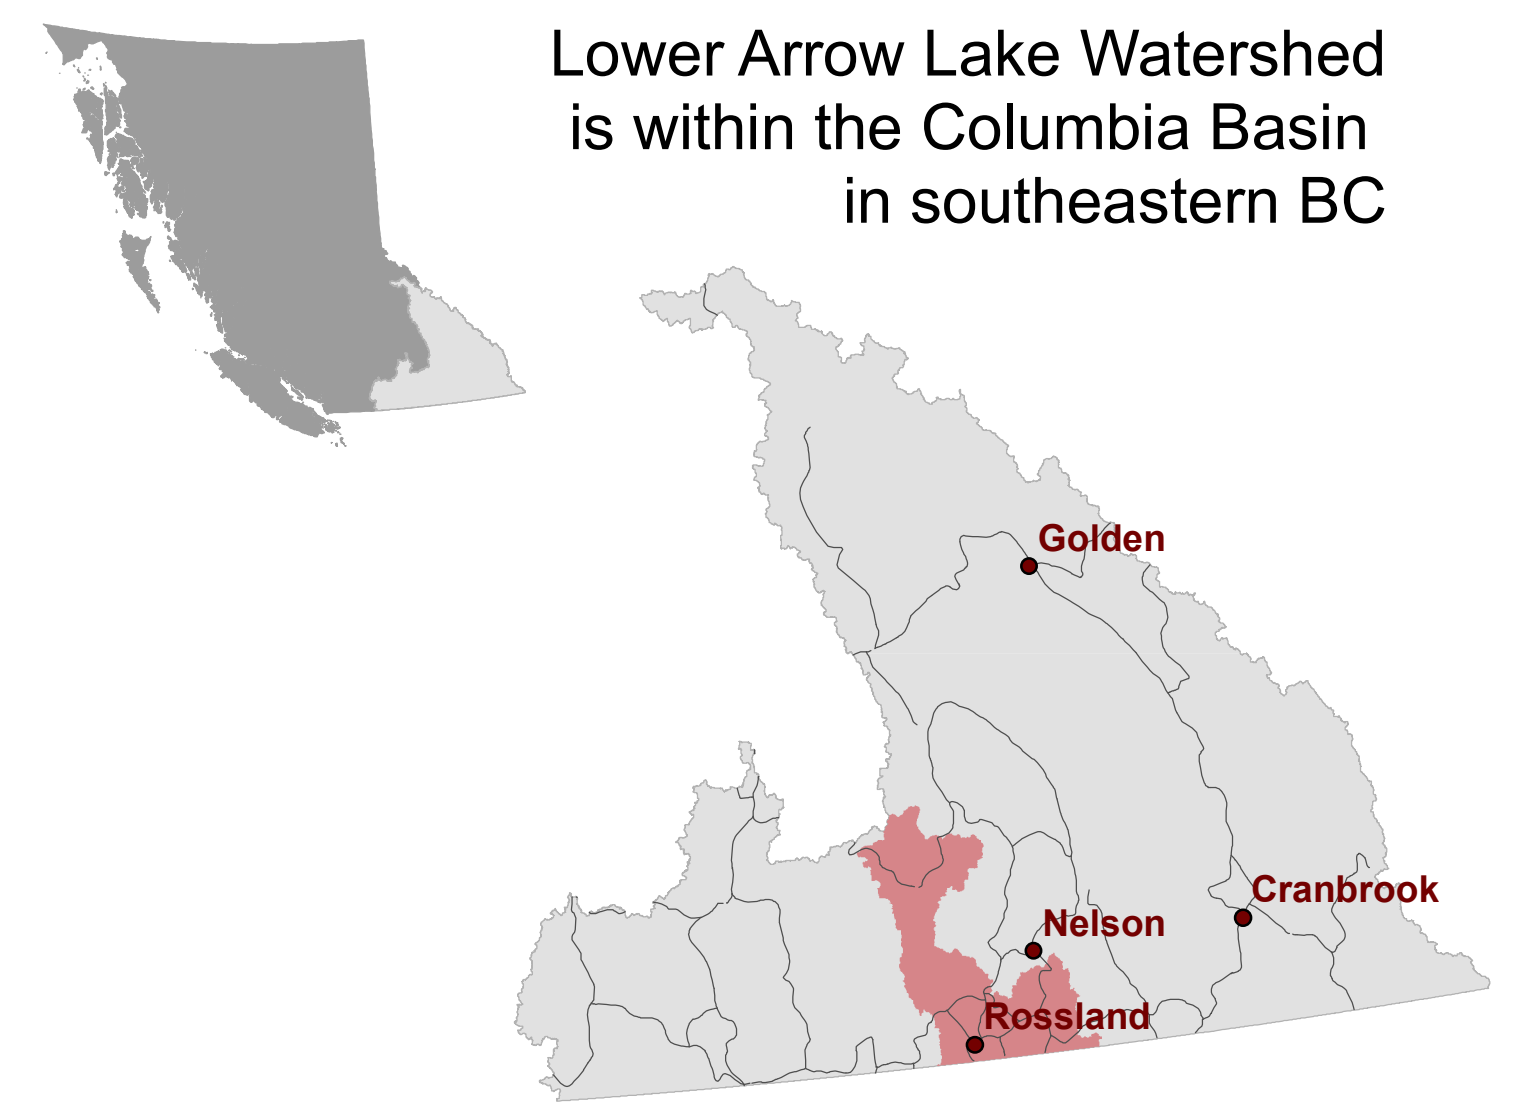 Lower Arrow Lake Watershed
is within the Columbia Basin
in southeastern BC
Golden
Cranbrook
Nelson
Rossland